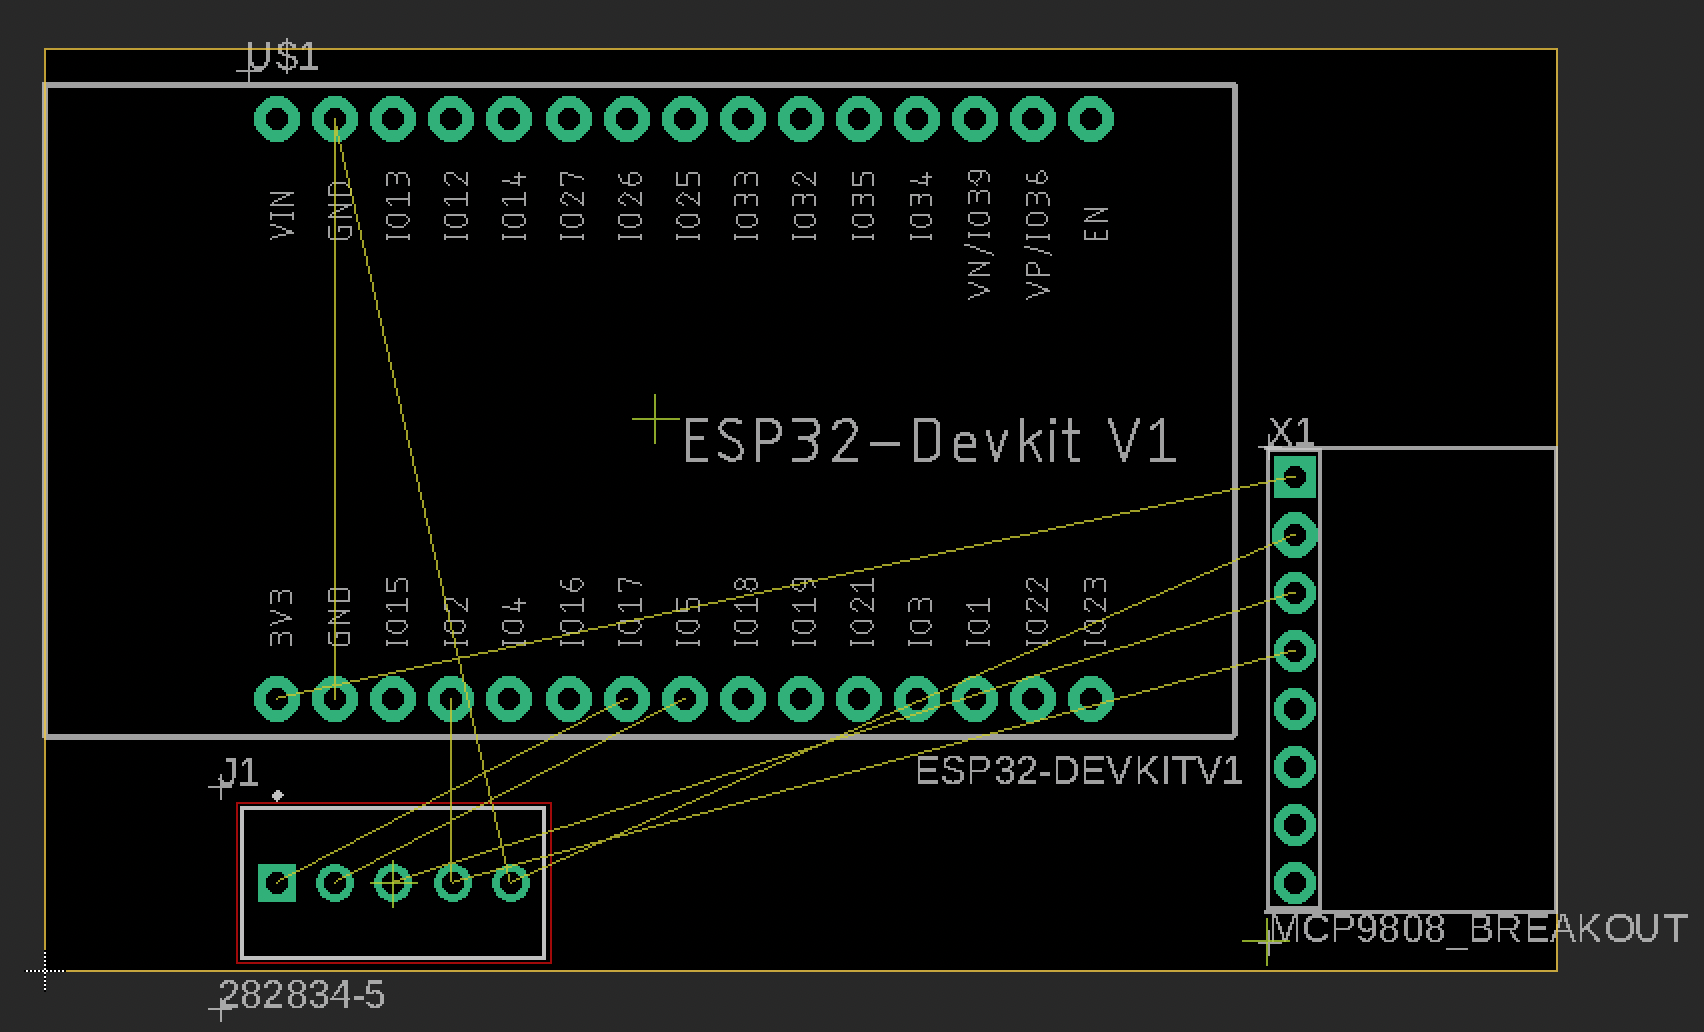 U$1
VIN
GND
IO13
IO12
IO14
IO27
IO26
IO25
IO33
IO32
IO35
IO34
VN/IO39
VP/IO36
EN
ESP32-Devkit V1
X1
3V3
GND
IO15
IO2
IO4
IO16
IO17
IO5
IO18
IO19
IO21
IO3
IO1
IO22
IO23
J1
ESP32-DEVKITV1
MCP9808_BREAKOUT
282834-5